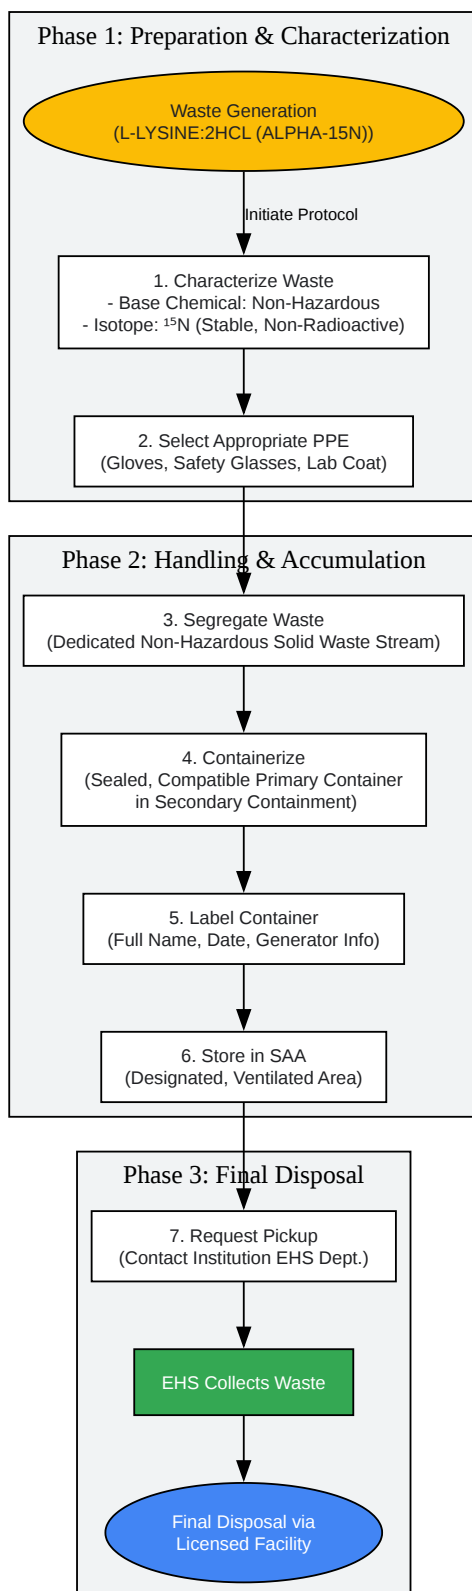 Phase 1: Preparation & Characterization
Waste Generation
(L-LYSINE:2HCL (ALPHA-15N))
Initiate Protocol
1. Characterize Waste
- Base Chemical: Non-Hazardous
- Isotope: ¹⁵N (Stable, Non-Radioactive)
2. Select Appropriate PPE
(Gloves, Safety Glasses, Lab Coat)
Phase 2: Handling & Accumulation
3. Segregate Waste
(Dedicated Non-Hazardous Solid Waste Stream)
4. Containerize
(Sealed, Compatible Primary Container
in Secondary Containment)
5. Label Container
(Full Name, Date, Generator Info)
6. Store in SAA
(Designated, Ventilated Area)
Phase 3: Final Disposal
7. Request Pickup
(Contact Institution EHS Dept.)
EHS Collects Waste
Final Disposal via
Licensed Facility